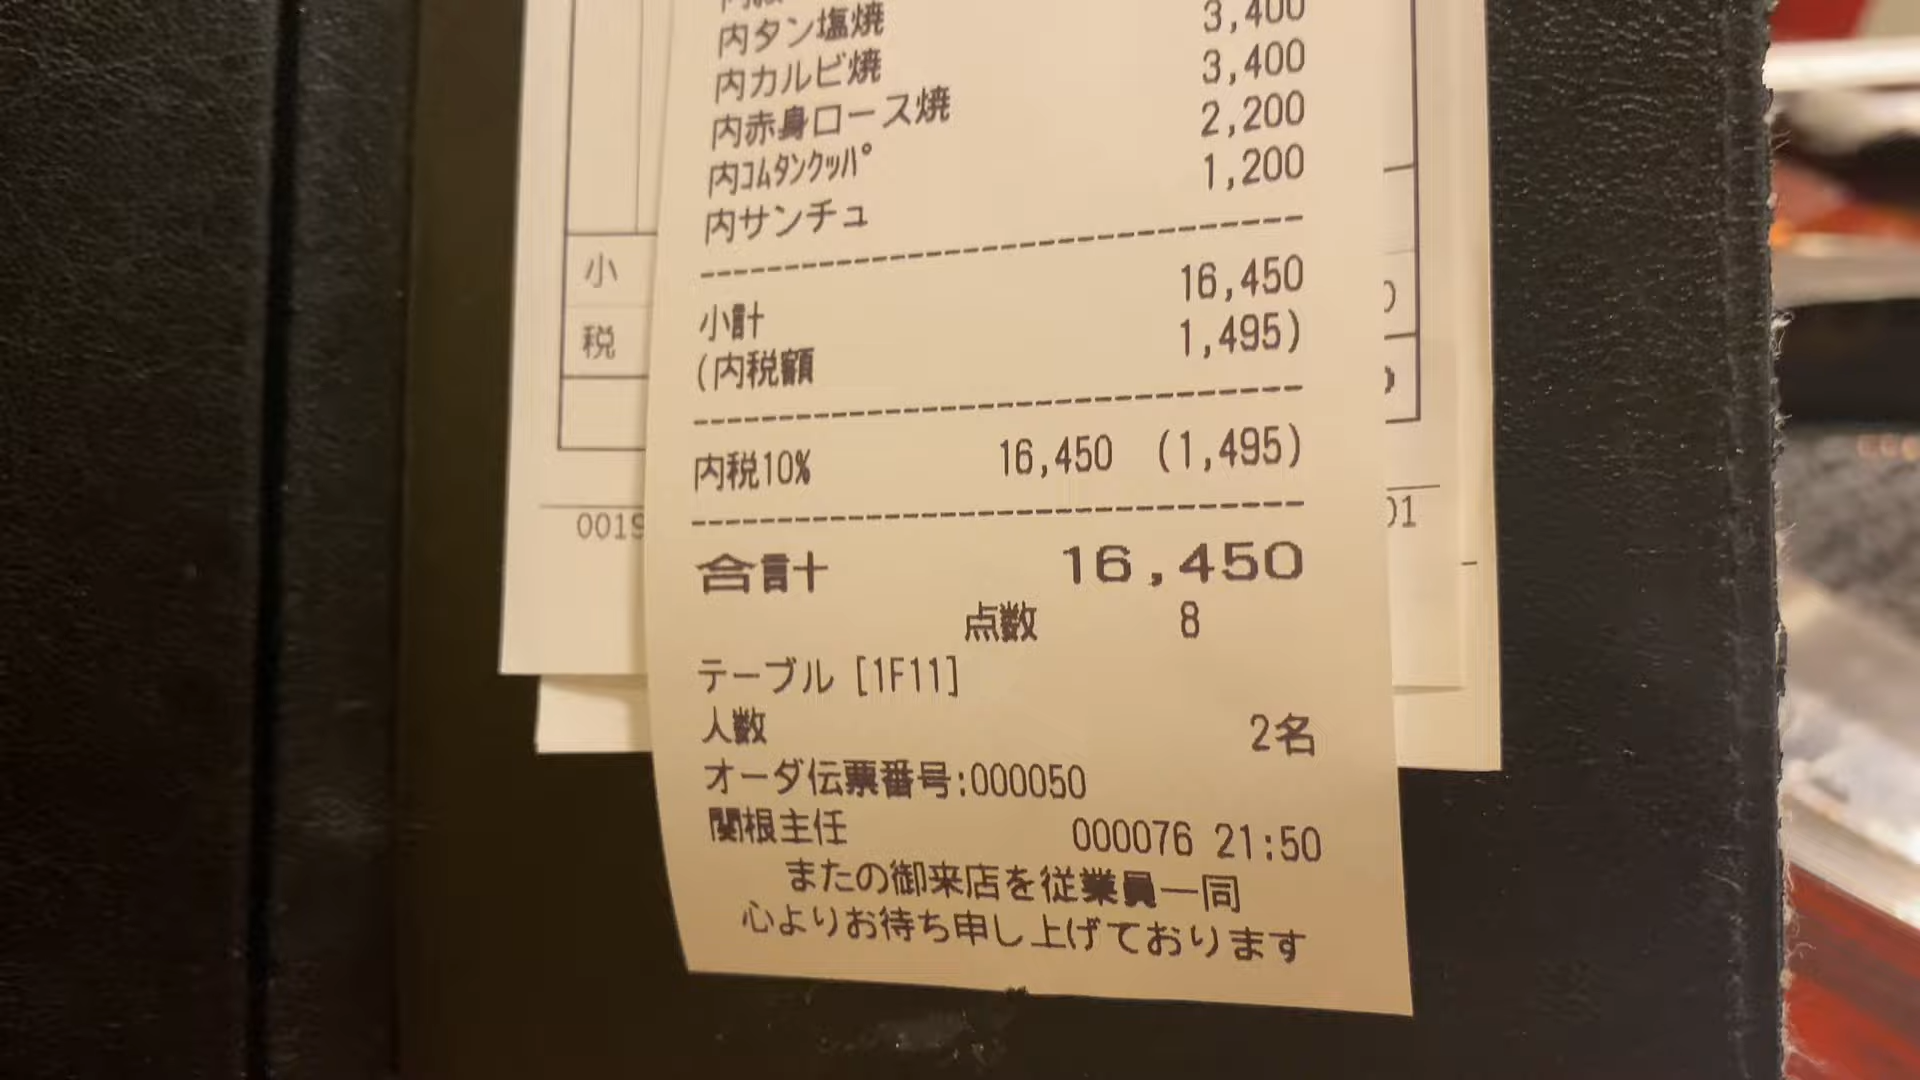 内タン塩焼
内カルビ焼 3,400
内赤身ロース焼 3,400
内ｺﾑﾀﾝｸｯﾊﾟ 2,200
内サンチュ 1,200
小計 16,450
(内税額 1,495)
内税10% 16,450 (1,495)
合計 16,450
点数 8
テーブル [1F11]
人数 2名
オーダ伝票番号:000050
関根主任 000076 21:50
またの御来店を従業員一同
心よりお待ち申し上げております
小
税
0019
01